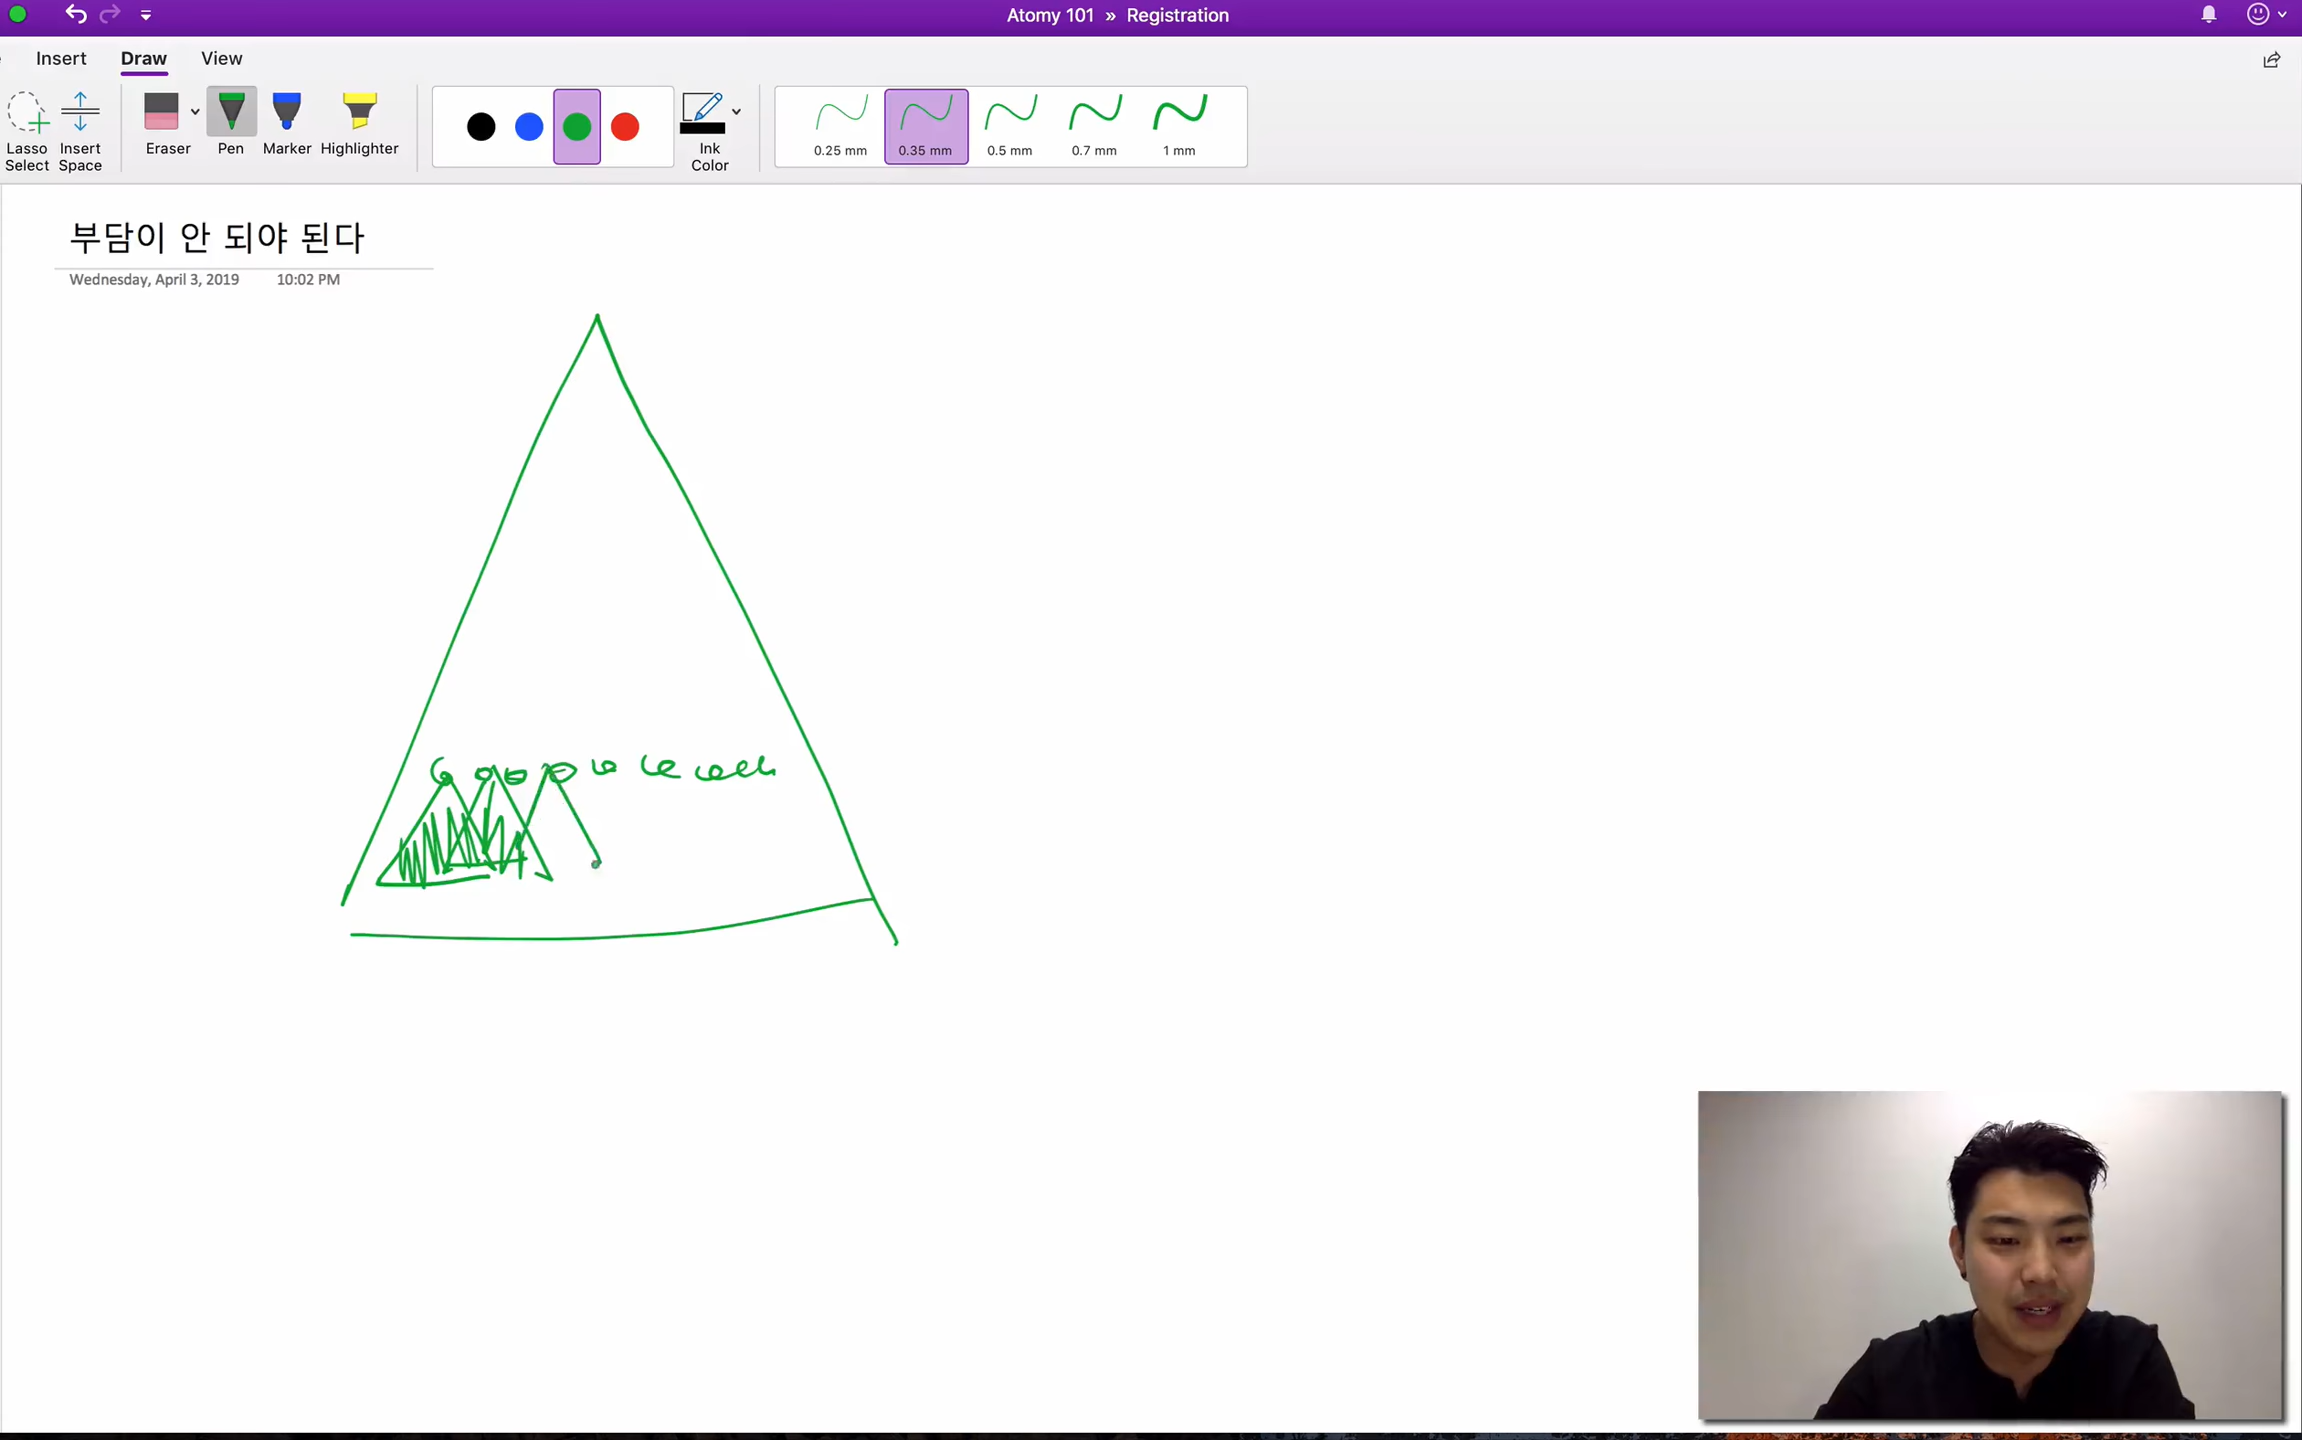 Atomy 101 » Registration
Insert Draw View
Lasso Select
Insert Space
Eraser
Pen
Marker
Highlighter
Ink Color
0.25 mm
0.35 mm
0.5 mm
0.7 mm
1 mm
부담이 안 되야 된다
Wednesday, April 3, 2019 10:02 PM